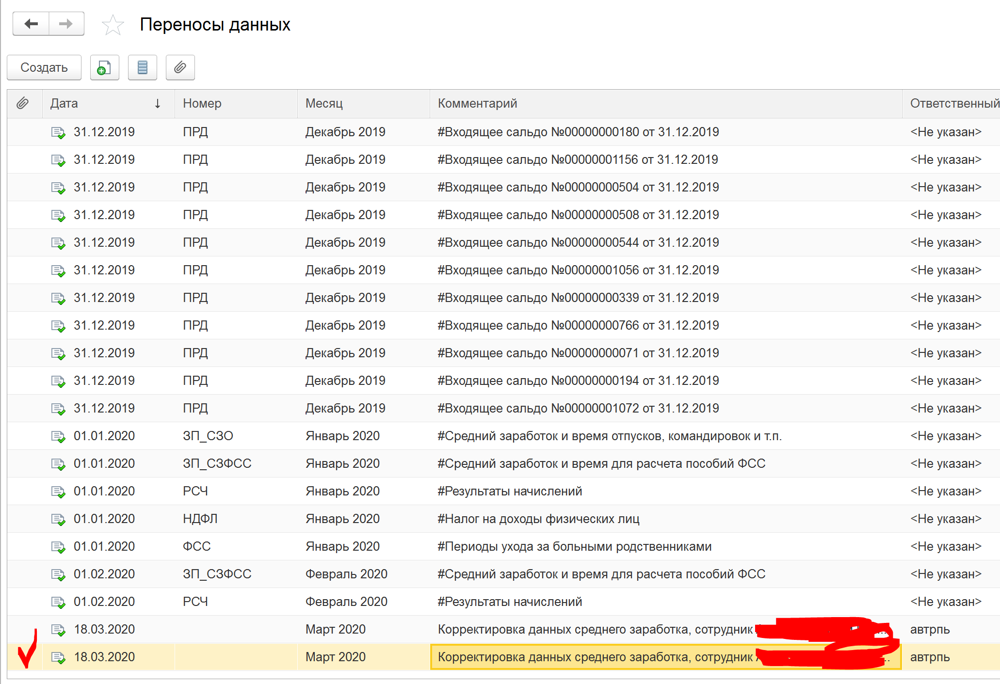 Переносы данных
Создать
Дата ↓ Номер Месяц Комментарий Ответственный
31.12.2019 ПРД Декабрь 2019 #Входящее сальдо №00000000180 от 31.12.2019 <Не указан>
31.12.2019 ПРД Декабрь 2019 #Входящее сальдо №00000001156 от 31.12.2019 <Не указан>
31.12.2019 ПРД Декабрь 2019 #Входящее сальдо №00000000504 от 31.12.2019 <Не указан>
31.12.2019 ПРД Декабрь 2019 #Входящее сальдо №00000000508 от 31.12.2019 <Не указан>
31.12.2019 ПРД Декабрь 2019 #Входящее сальдо №00000000544 от 31.12.2019 <Не указан>
31.12.2019 ПРД Декабрь 2019 #Входящее сальдо №00000001056 от 31.12.2019 <Не указан>
31.12.2019 ПРД Декабрь 2019 #Входящее сальдо №00000000339 от 31.12.2019 <Не указан>
31.12.2019 ПРД Декабрь 2019 #Входящее сальдо №00000000766 от 31.12.2019 <Не указан>
31.12.2019 ПРД Декабрь 2019 #Входящее сальдо №00000000071 от 31.12.2019 <Не указан>
31.12.2019 ПРД Декабрь 2019 #Входящее сальдо №00000000194 от 31.12.2019 <Не указан>
31.12.2019 ПРД Декабрь 2019 #Входящее сальдо №00000001072 от 31.12.2019 <Не указан>
01.01.2020 ЗП_СЗО Январь 2020 #Средний заработок и время отпусков, командировок и т.п. <Не указан>
01.01.2020 ЗП_СЗФСС Январь 2020 #Средний заработок и время для расчета пособий ФСС <Не указан>
01.01.2020 РСЧ Январь 2020 #Результаты начислений <Не указан>
01.01.2020 НДФЛ Январь 2020 #Налог на доходы физических лиц <Не указан>
01.01.2020 ФСС Январь 2020 #Периоды ухода за больными родственниками <Не указан>
01.02.2020 ЗП_СЗФСС Февраль 2020 #Средний заработок и время для расчета пособий ФСС <Не указан>
01.02.2020 РСЧ Февраль 2020 #Результаты начислений <Не указан>
18.03.2020 Март 2020 Корректировка данных среднего заработка, сотрудник ... автрпь
18.03.2020 Март 2020 Корректировка данных среднего заработка, сотрудник ... автрпь